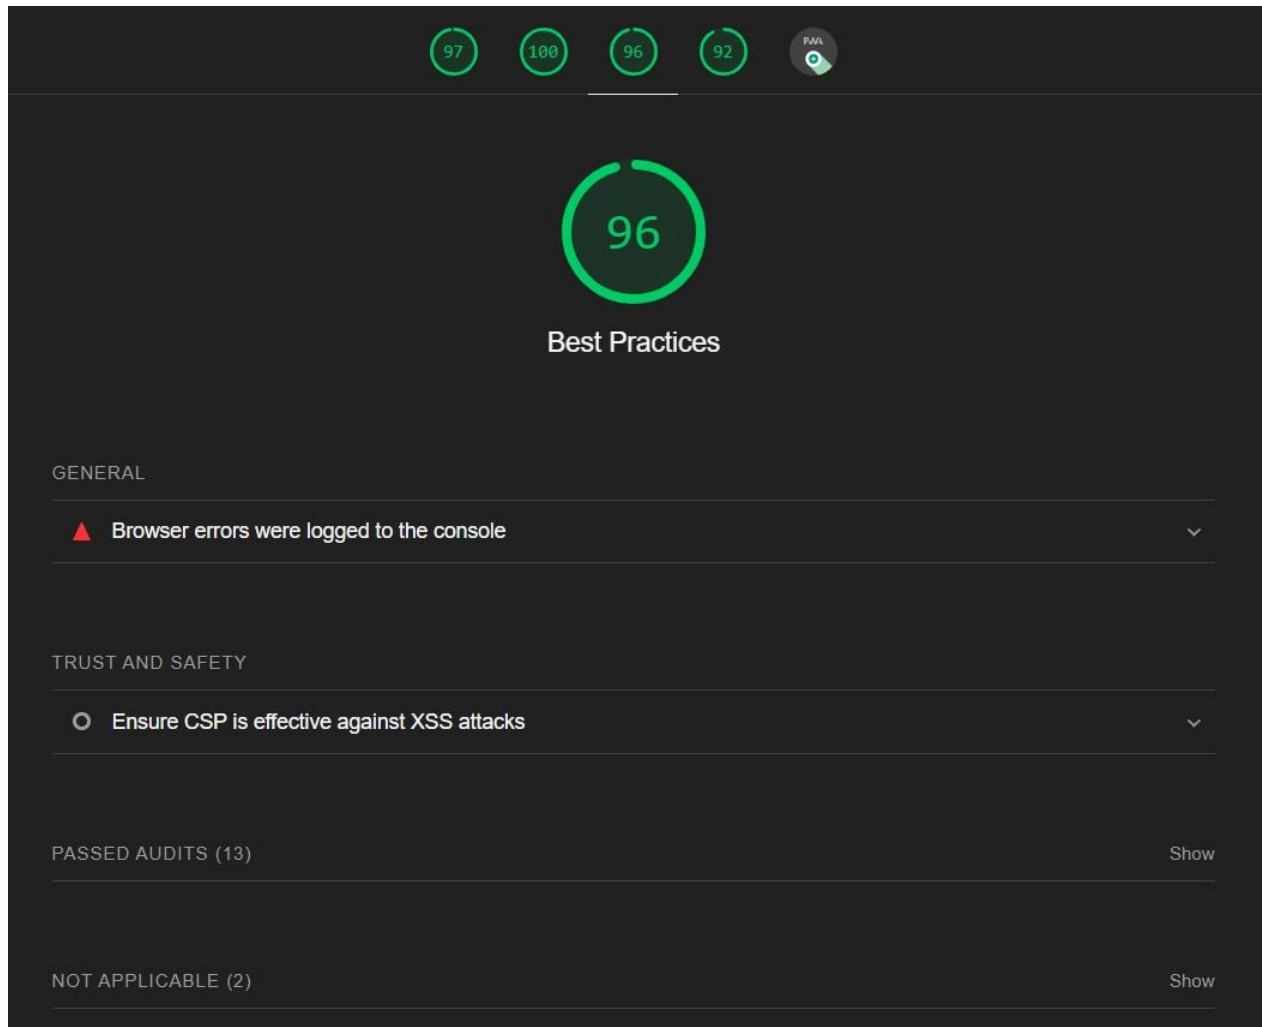 97
100
96
92
PWA
96
Best Practices
GENERAL
Browser errors were logged to the console
TRUST AND SAFETY
Ensure CSP is effective against XSS attacks
PASSED AUDITS (13)
Show
NOT APPLICABLE (2)
Show